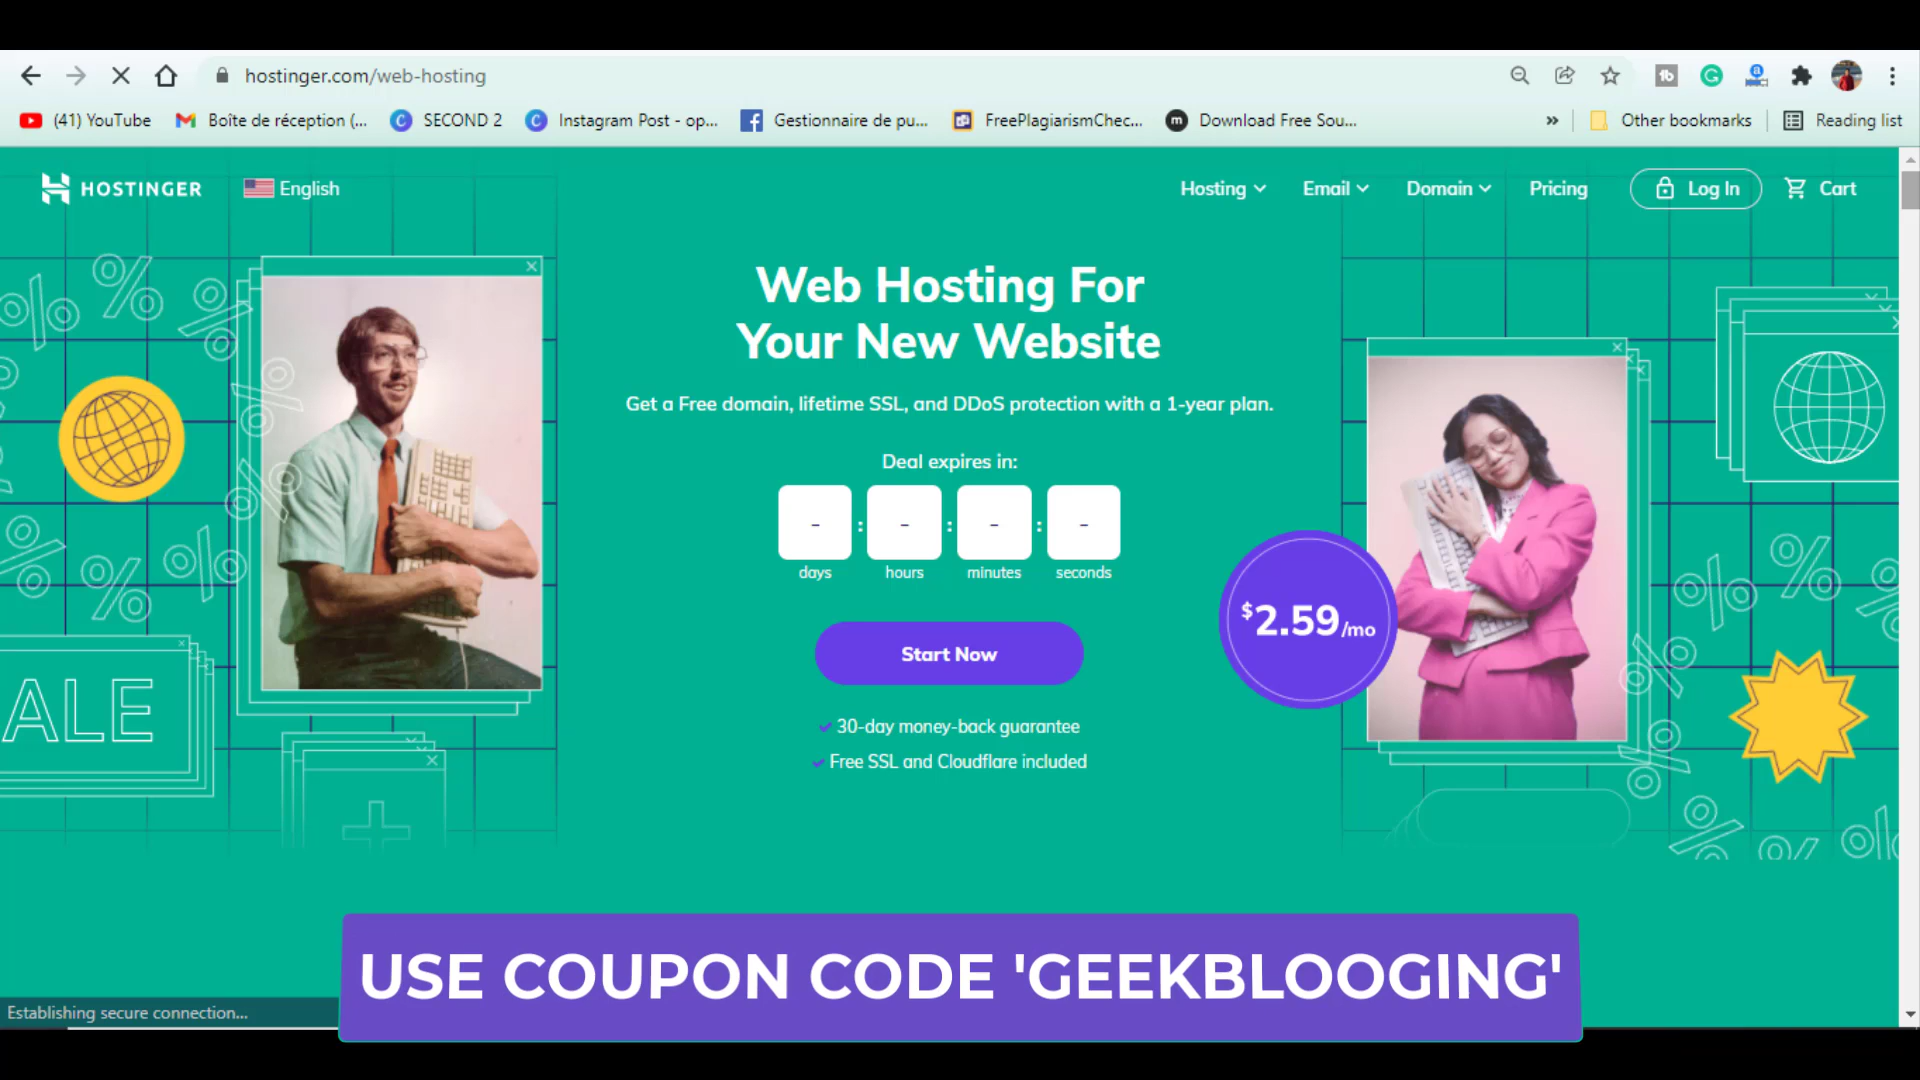 hostinger.com/web-hosting
(41) YouTube
Boîte de réception (...
SECOND 2
Instagram Post - op...
Gestionnaire de pu...
FreePlagiarismChec...
Download Free Sou...
»
Other bookmarks
Reading list
HOSTINGER
English
Hosting
Email
Domain
Pricing
Log In
Cart
Web Hosting For
Your New Website
Get a Free domain, lifetime SSL, and DDoS protection with a 1-year plan.
Deal expires in:
- : - : - : -
days hours minutes seconds
$2.59/mo
Start Now
ALE
30-day money-back guarantee
Free SSL and Cloudflare included
USE COUPON CODE 'GEEKBLOOGING'
Establishing secure connection...